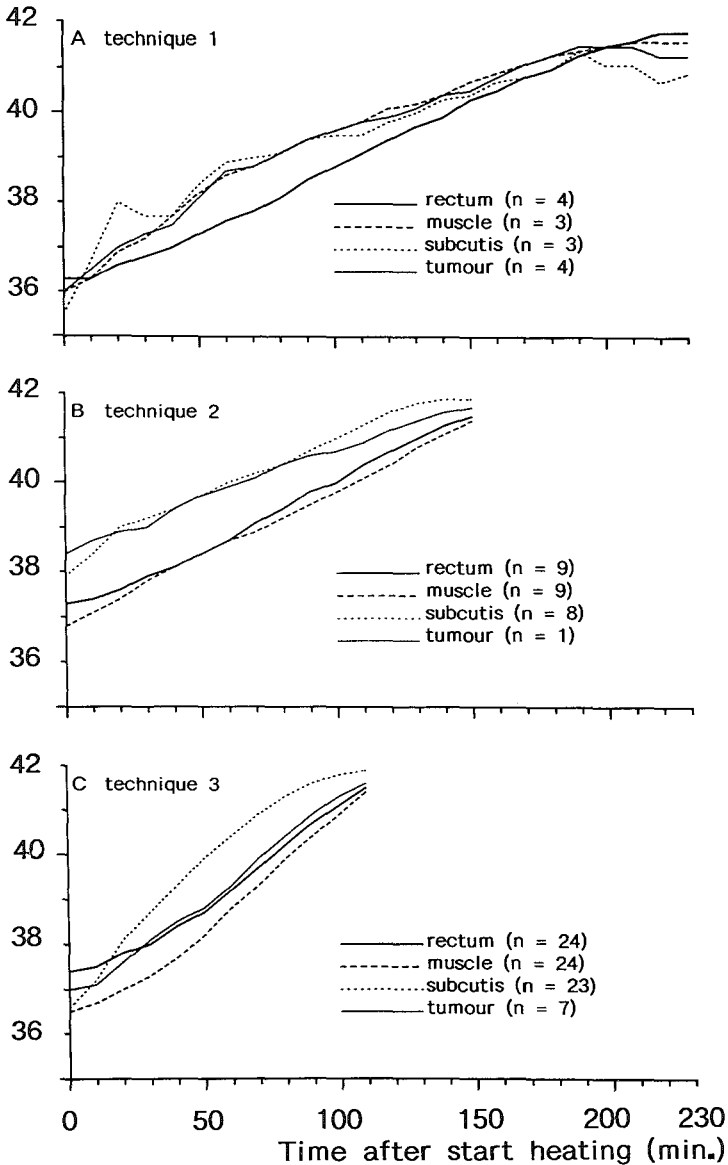 42
A technique 1
40
38
rectum (n = 4)
muscle (n = 3)
subcutis (n = 3)
tumour (n = 4)
36
42
B technique 2
40
38
rectum (n = 9)
muscle (n = 9)
subcutis (n = 8)
tumour (n = 1)
36
42
C technique 3
40
38
rectum (n = 24)
muscle (n = 24)
subcutis (n = 23)
tumour (n = 7)
36
0 50 100 150 200 230
Time after start heating (min.)